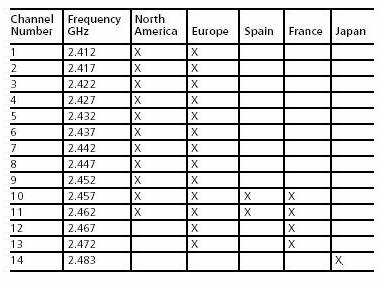 Channel Number Frequency GHz North America Europe Spain France Japan
1 2.412 X X
2 2.417 X X
3 2.422 X X
4 2.427 X X
5 2.432 X X
6 2.437 X X
7 2.442 X X
8 2.447 X X
9 2.452 X X
10 2.457 X X X X
11 2.462 X X X X
12 2.467 X X
13 2.472 X X
14 2.483 X